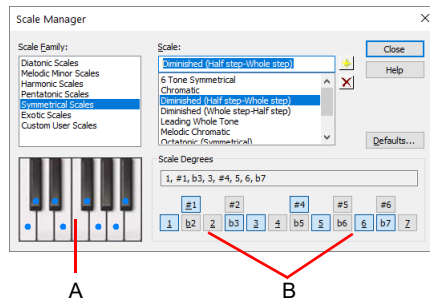 Scale Manager
Scale Family:
Diatonic Scales
Melodic Minor Scales
Harmonic Scales
Pentatonic Scales
Symmetrical Scales
Exotic Scales
Custom User Scales
Scale:
Diminished (Half step-Whole step)
6 Tone Symmetrical
Chromatic
Diminished (Half step-Whole step)
Diminished (Whole step-Half step)
Leading Whole Tone
Melodic Chromatic
Octatonic (Symmetrical)
Close
Help
Defaults...
Scale Degrees
1, #1, b3, 3, #4, 5, 6, b7
#1 #2 #4 #5 #6
1 b2 2 b3 3 4 b5 5 b6 6 b7 7
A B